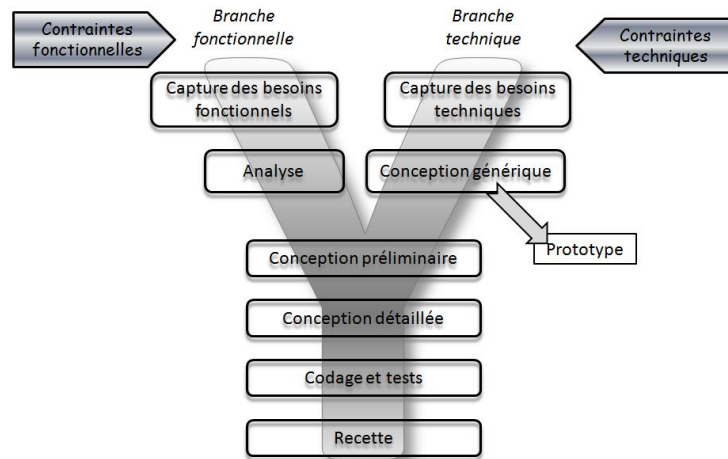 Contraintes
fonctionnelles
Branche
fonctionnelle
Branche
technique
Contraintes
techniques
Capture des besoins
fonctionnels
Capture des besoins
techniques
Analyse
Conception générique
Prototype
Conception préliminaire
Conception détaillée
Codage et tests
Recette